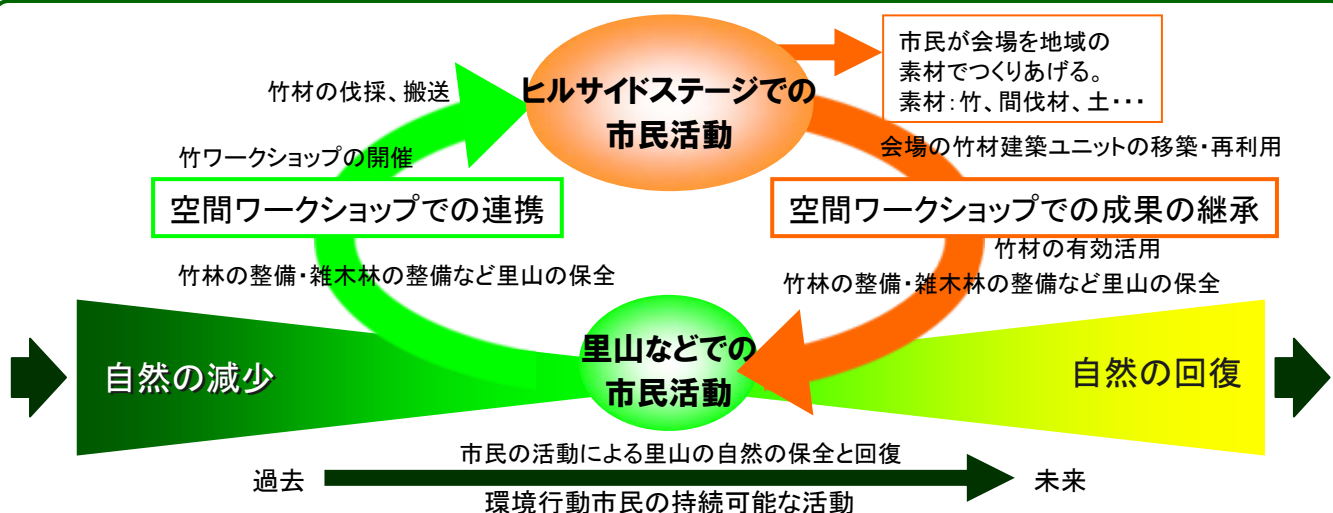 市民が会場を地域の
素材でつくりあげる。
素材：竹、間伐材、土・・・
ヒルサイドステージでの
市民活動
竹材の伐採、搬送
竹ワークショップの開催
会場の竹材建築ユニットの移築・再利用
空間ワークショップでの連携
空間ワークショップでの成果の継承
竹材の有効活用
竹林の整備・雑木林の整備など里山の保全
竹林の整備・雑木林の整備など里山の保全
里山などでの
市民活動
自然の減少
自然の回復
市民の活動による里山の自然の保全と回復
過去
未来
環境行動市民の持続可能な活動